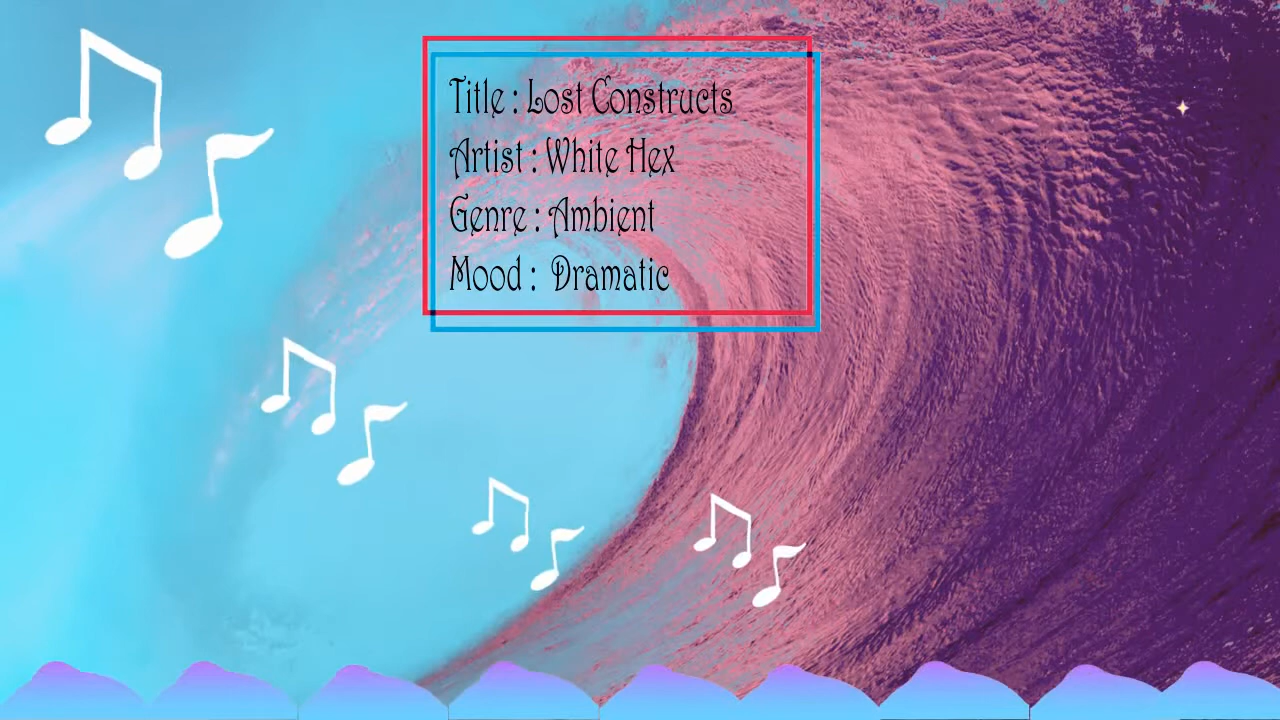 Title : Lost Constructs
Artist : White Hex
Genre : Ambient
Mood : Dramatic